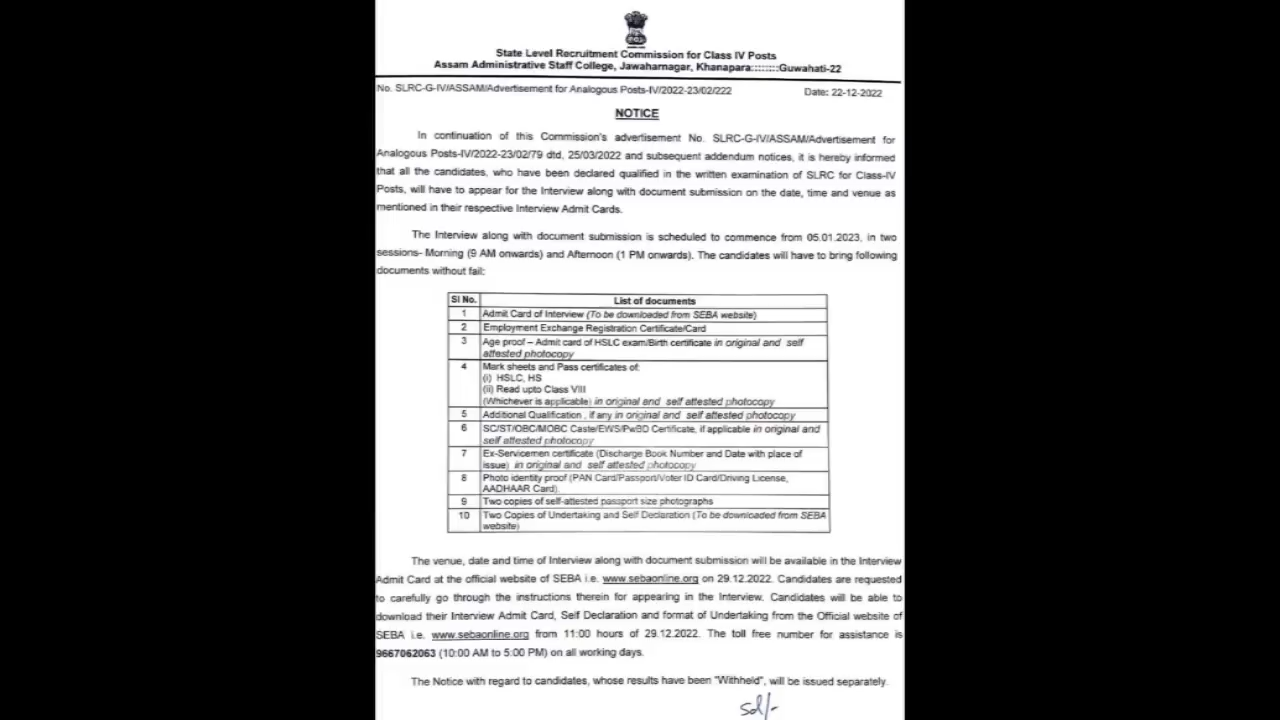 State Level Recruitment Commission for Class IV Posts
Assam Administrative Staff College, Jawaharnagar, Khanapara::::::::Guwahati-22
No. SLRC-G-IV/ASSAM/Advertisement for Analogous Posts-IV/2022-23/02/222 Date: 22-12-2022
NOTICE
In continuation of this Commission's advertisement No. SLRC-G-IV/ASSAM/Advertisement for
Analogous Posts-IV/2022-23/02/79 dtd, 25/03/2022 and subsequent addendum notices, it is hereby informed
that all the candidates, who have been declared qualified in the written examination of SLRC for Class-IV
Posts, will have to appear for the Interview along with document submission on the date, time and venue as
mentioned in their respective Interview Admit Cards.
The Interview along with document submission is scheduled to commence from 05.01.2023, in two
sessions- Morning (9 AM onwards) and Afternoon (1 PM onwards). The candidates will have to bring following
documents without fail:
Sl No. List of documents
1 Admit Card of Interview (To be downloaded from SEBA website)
2 Employment Exchange Registration Certificate/Card
3 Age proof – Admit card of HSLC exam/Birth certificate in original and self
attested photocopy
4 Mark sheets and Pass certificates of:
(i) HSLC, HS
(ii) Read upto Class VIII
(Whichever is applicable) in original and self attested photocopy
5 Additional Qualification , if any in original and self attested photocopy
6 SC/ST/OBC/MOBC Caste/EWS/PwBD Certificate, if applicable in original and
self attested photocopy
7 Ex-Servicemen certificate (Discharge Book Number and Date with place of
issue) in original and self attested photocopy
8 Photo identity proof (PAN Card/Passport/Voter ID Card/Driving License,
AADHAAR Card)
9 Two copies of self-attested passport size photographs
10 Two Copies of Undertaking and Self Declaration (To be downloaded from SEBA
website)
The venue, date and time of Interview along with document submission will be available in the Interview
Admit Card at the official website of SEBA i.e. www.sebaonline.org on 29.12.2022. Candidates are requested
to carefully go through the instructions therein for appearing in the Interview. Candidates will be able to
download their Interview Admit Card, Self Declaration and format of Undertaking from the Official website of
SEBA i.e. www.sebaonline.org from 11:00 hours of 29.12.2022. The toll free number for assistance is
9667062063 (10:00 AM to 5:00 PM) on all working days.
The Notice with regard to candidates, whose results have been "Withheld", will be issued separately.
Sd/-